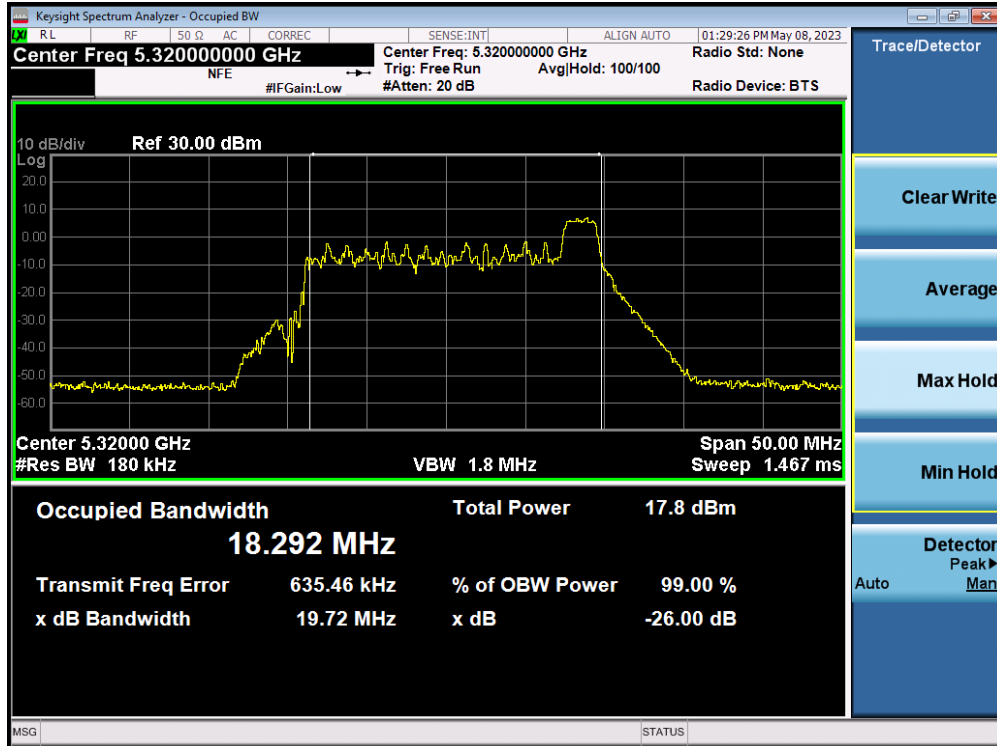 Keysight Spectrum Analyzer - Occupied BW
LXI RL RF 50 Ω AC CORREC SENSE:INT ALIGN AUTO 01:29:26 PM May 08, 2023
Center Freq 5.320000000 GHz
NFE
#IFGain:Low
Center Freq: 5.320000000 GHz
Trig: Free Run Avg|Hold: 100/100
#Atten: 20 dB
Radio Std: None
Radio Device: BTS
Trace/Detector
10 dB/div Ref 30.00 dBm
Log
20.0
10.0
0.00
-10.0
-20.0
-30.0
-40.0
-50.0
-60.0
Center 5.32000 GHz Span 50.00 MHz
#Res BW 180 kHz VBW 1.8 MHz Sweep 1.467 ms
Occupied Bandwidth Total Power 17.8 dBm
18.292 MHz
Transmit Freq Error 635.46 kHz % of OBW Power 99.00 %
x dB Bandwidth 19.72 MHz x dB -26.00 dB
Clear Write
Average
Max Hold
Min Hold
Detector
Peak▶
Auto Man
MSG STATUS